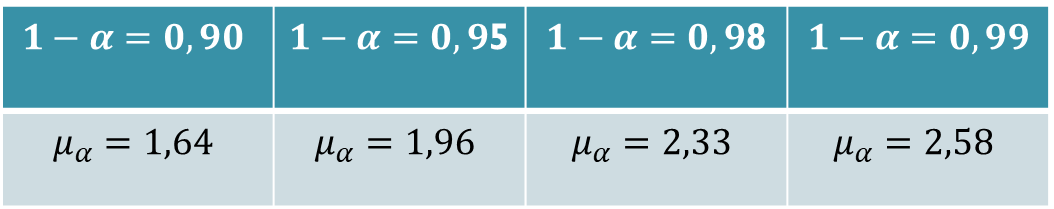 1 − α = 0,90 1 − α = 0,95 1 − α = 0,98 1 − α = 0,99
μα = 1,64 μα = 1,96 μα = 2,33 μα = 2,58